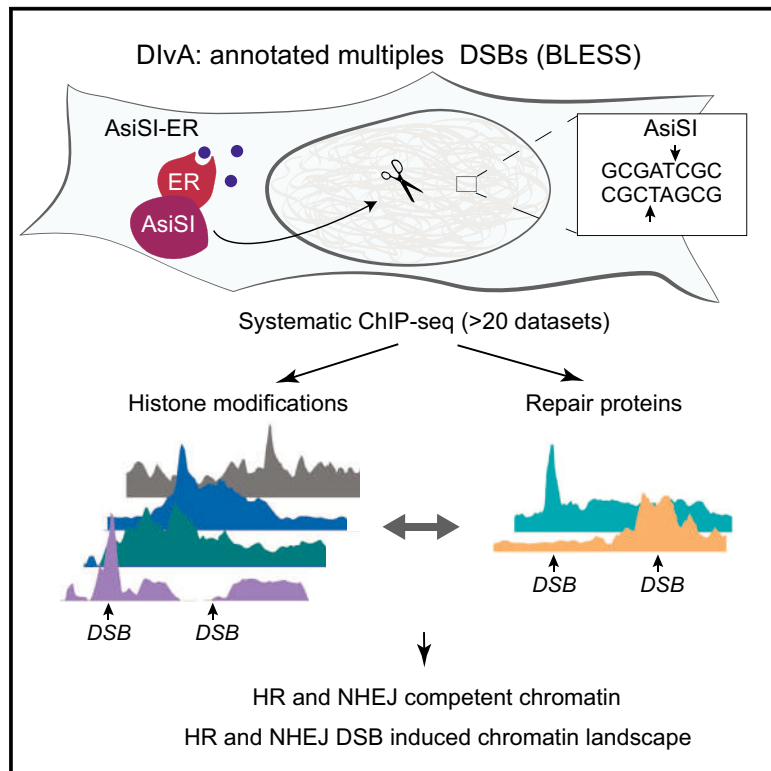 DIvA: annotated multiples DSBs (BLESS)
AsiSI-ER
ER
AsiSI
AsiSI
GCGATCGC
CGCTAGCG
Systematic ChIP-seq (>20 datasets)
Histone modifications
Repair proteins
DSB
DSB
DSB
DSB
HR and NHEJ competent chromatin
HR and NHEJ DSB induced chromatin landscape